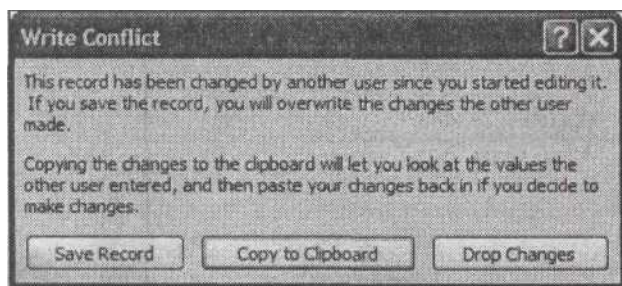 Write Conflict
This record has been changed by another user since you started editing it.
If you save the record, you will overwrite the changes the other user
made.
Copying the changes to the clipboard will let you look at the values the
other user entered, and then paste your changes back in if you decide to
make changes.
Save Record Copy to Clipboard Drop Changes